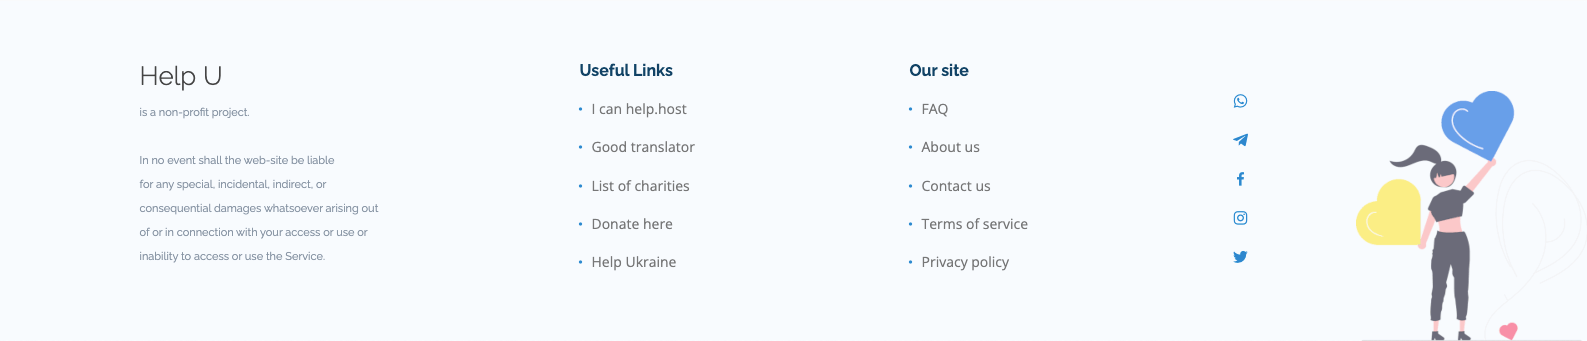 Help U
is a non-profit project.
In no event shall the web-site be liable
for any special, incidental, indirect, or
consequential damages whatsoever arising out
of or in connection with your access or use or
inability to access or use the Service.
Useful Links
I can help.host
Good translator
List of charities
Donate here
Help Ukraine
Our site
FAQ
About us
Contact us
Terms of service
Privacy policy